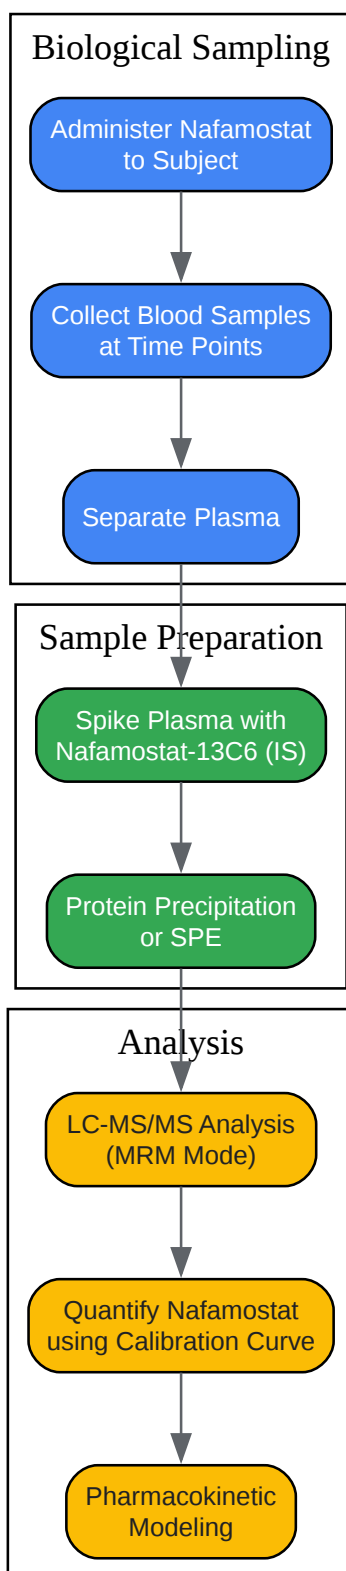 Biological Sampling
Administer Nafamostat
to Subject
Collect Blood Samples
at Time Points
Separate Plasma
Sample Preparation
Spike Plasma with
Nafamostat-13C6 (IS)
Protein Precipitation
or SPE
Analysis
LC-MS/MS Analysis
(MRM Mode)
Quantify Nafamostat
using Calibration Curve
Pharmacokinetic
Modeling